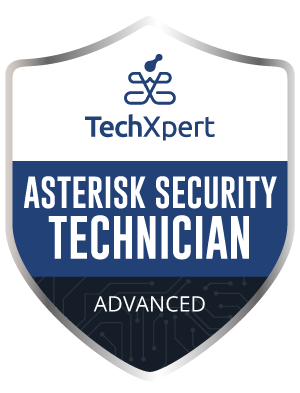 TechXpert
ASTERISK SECURITY
TECHNICIAN
ADVANCED